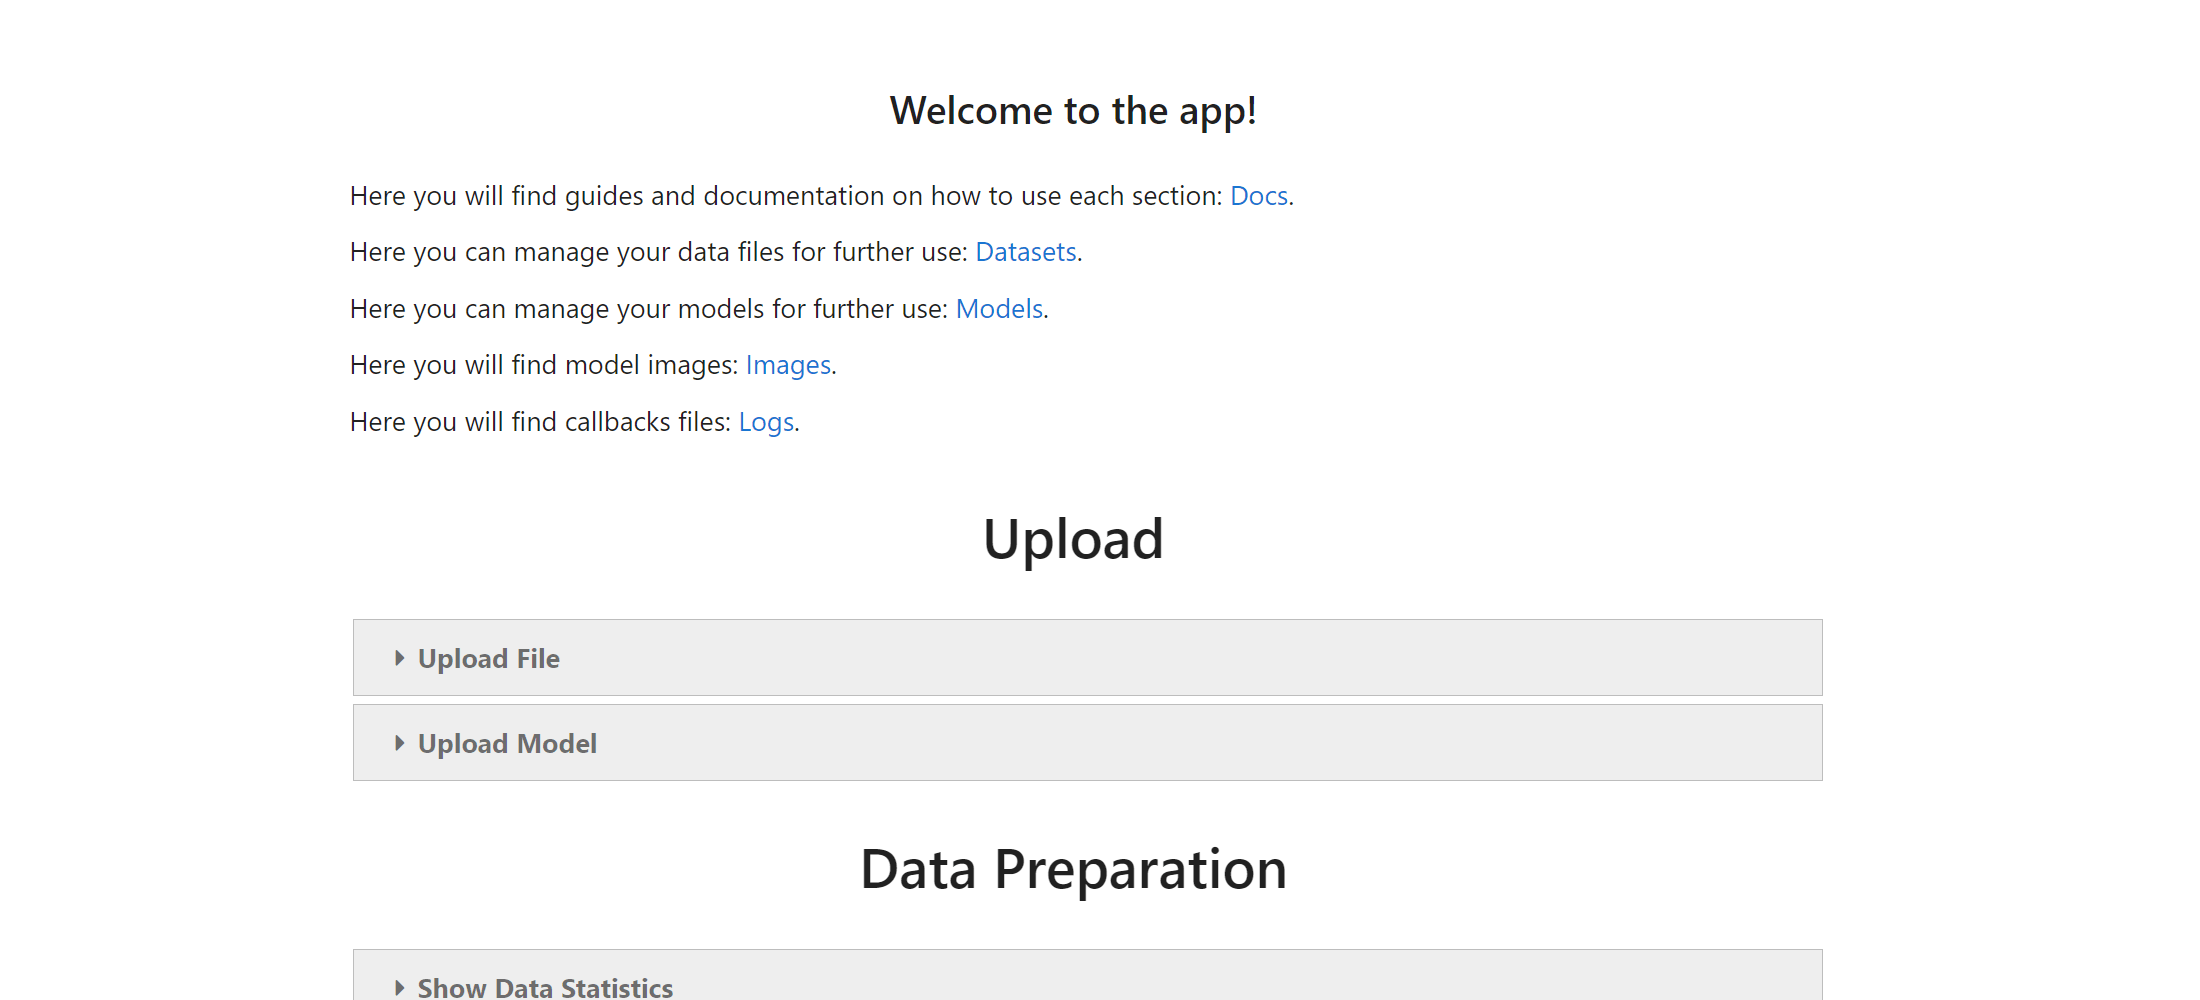 Welcome to the app!
Here you will find guides and documentation on how to use each section: Docs.
Here you can manage your data files for further use: Datasets.
Here you can manage your models for further use: Models.
Here you will find model images: Images.
Here you will find callbacks files: Logs.
Upload
Upload File
Upload Model
Data Preparation
Show Data Statistics